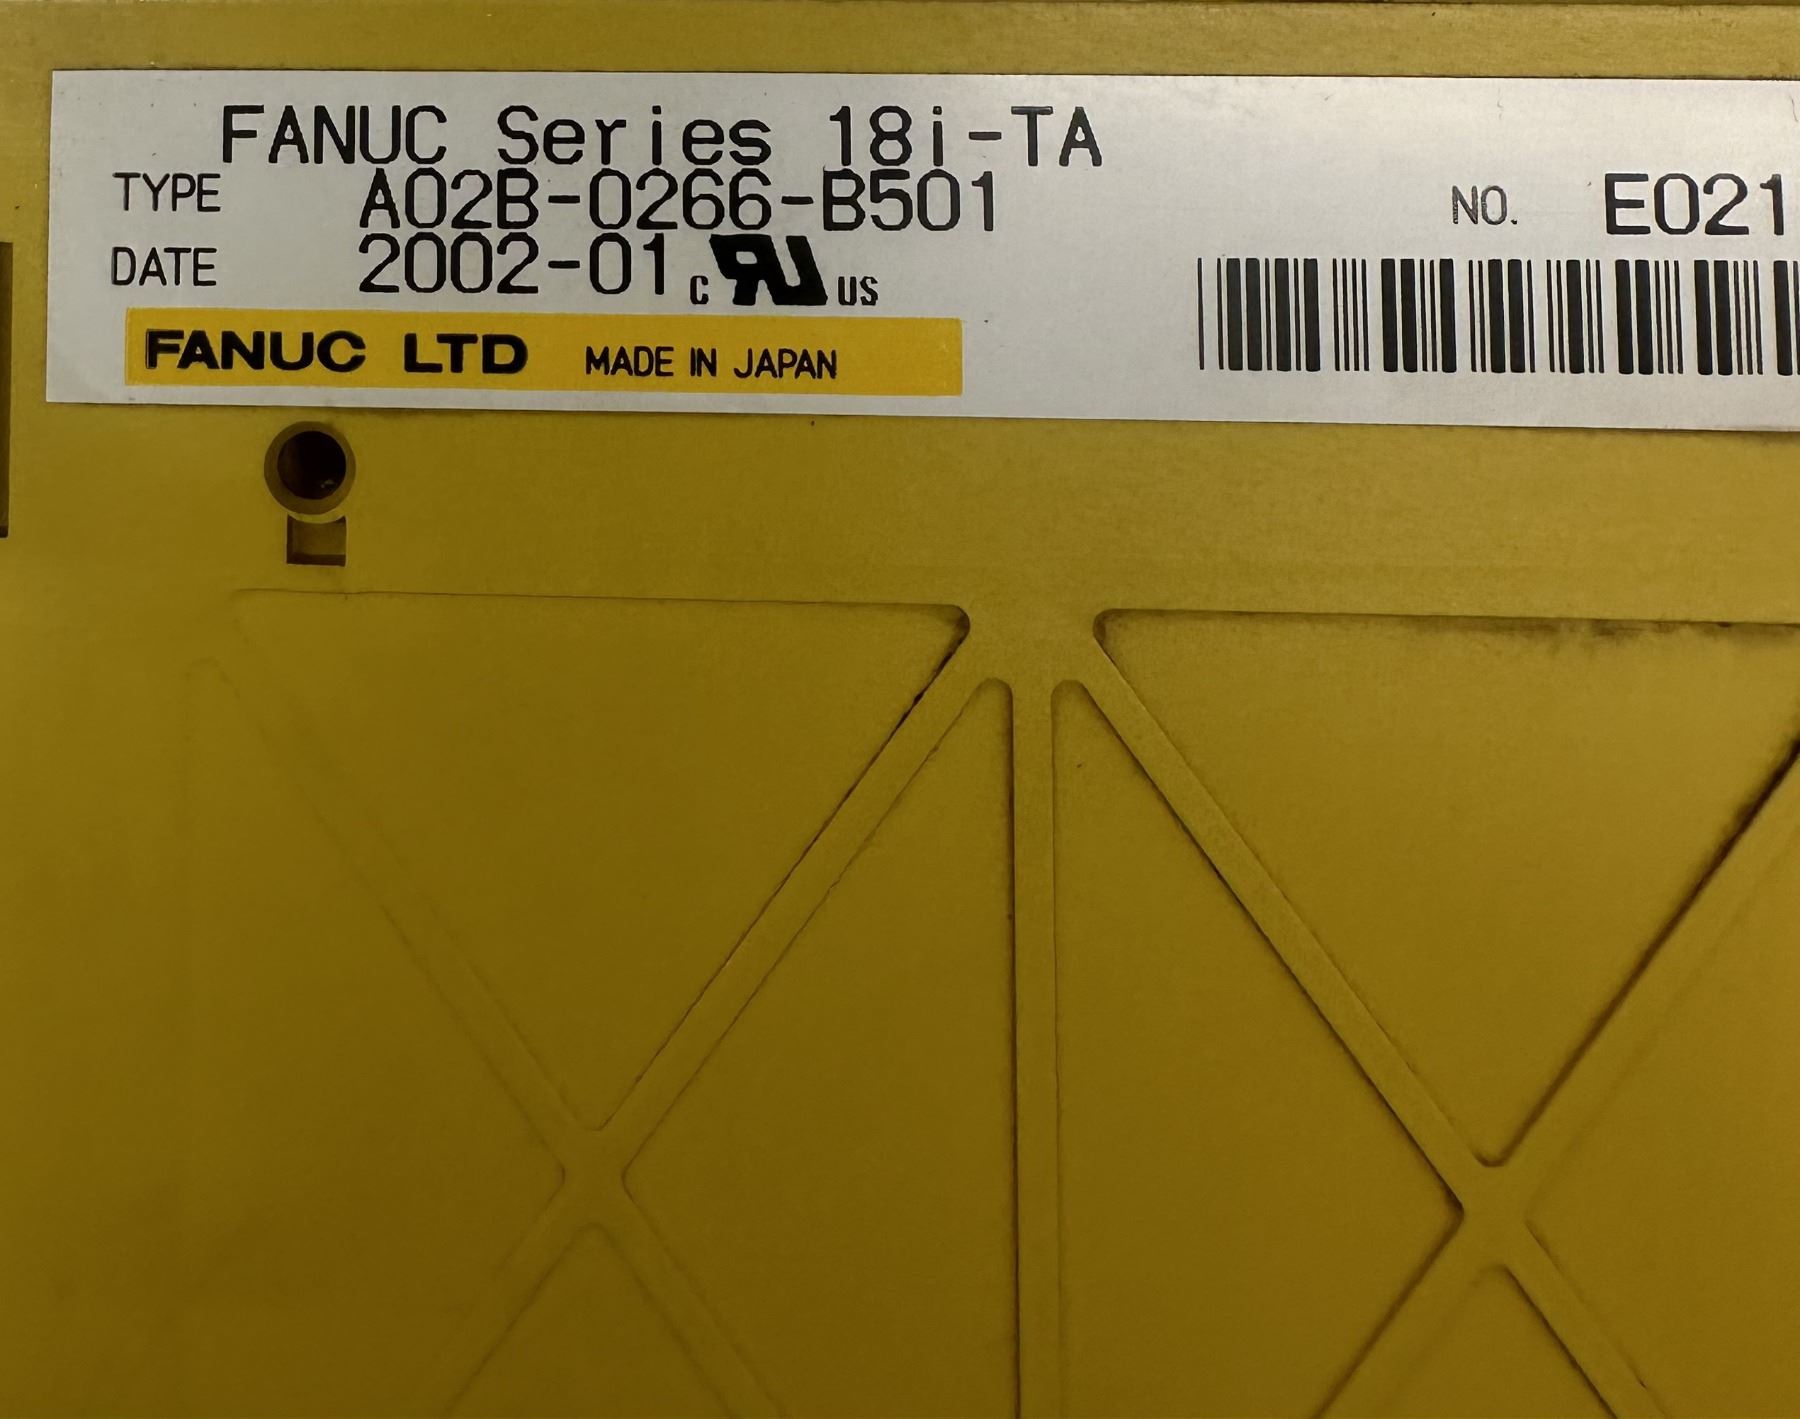 FANUC Series 18i-TA
TYPE A02B-0266-B501 NO. E021
DATE 2002-01 c RU US
FANUC LTD MADE IN JAPAN